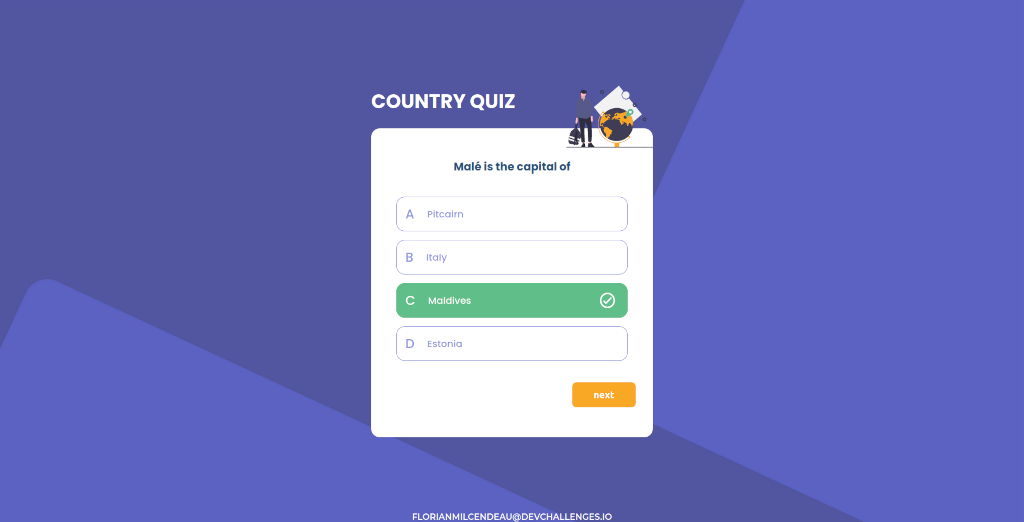 COUNTRY QUIZ
Malé is the capital of
A Pitcairn
B Italy
C Maldives
D Estonia
next
FLORIANMILCENDEAU@DEVCHALLENGES.IO